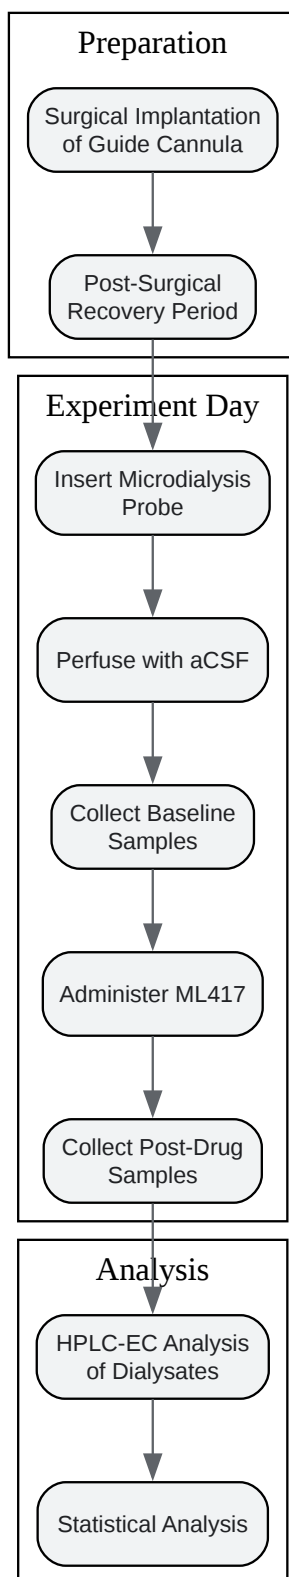 Preparation
Surgical Implantation
of Guide Cannula
Post-Surgical
Recovery Period
Experiment Day
Insert Microdialysis
Probe
Perfuse with aCSF
Collect Baseline
Samples
Administer ML417
Collect Post-Drug
Samples
Analysis
HPLC-EC Analysis
of Dialysates
Statistical Analysis